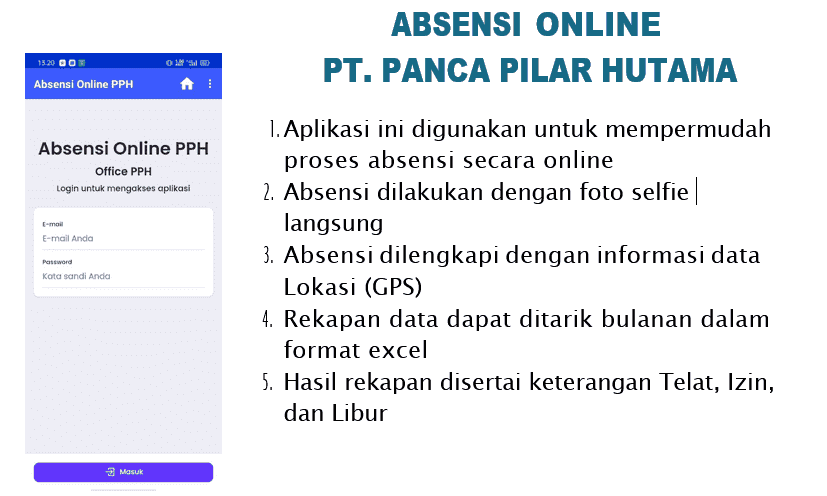 ABSENSI ONLINE
PT. PANCA PILAR HUTAMA
13.20
Absensi Online PPH
Absensi Online PPH
Office PPH
Login untuk mengakses aplikasi
E-mail
E-mail Anda
Password
Kata sandi Anda
Masuk
1. Aplikasi ini digunakan untuk mempermudah
proses absensi secara online
2. Absensi dilakukan dengan foto selfie
langsung
3. Absensi dilengkapi dengan informasi data
Lokasi (GPS)
4. Rekapan data dapat ditarik bulanan dalam
format excel
5. Hasil rekapan disertai keterangan Telat, Izin,
dan Libur